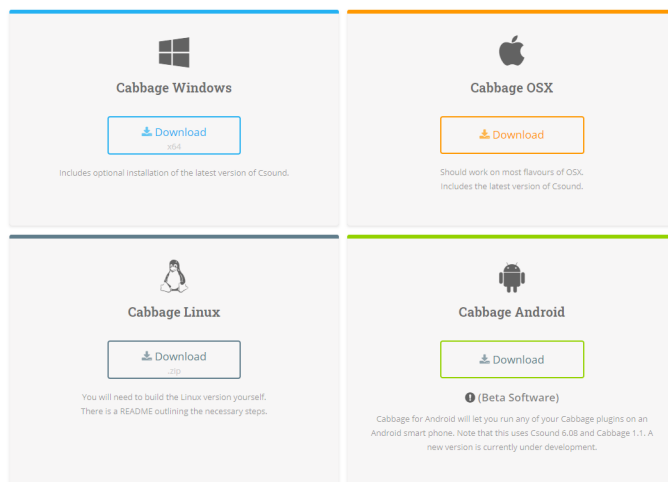 Cabbage Windows
Download
x64
Includes optional installation of the latest version of Csound.
Cabbage OSX
Download
Should work on most flavours of OSX.
Includes the latest version of Csound.
Cabbage Linux
Download
.zip
You will need to build the Linux version yourself.
There is a README outlining the necessary steps.
Cabbage Android
Download
(Beta Software)
Cabbage for Android will let you run any of your Cabbage plugins on an
Android smart phone. Note that this uses Csound 6.08 and Cabbage 1.1. A
new version is currently under development.